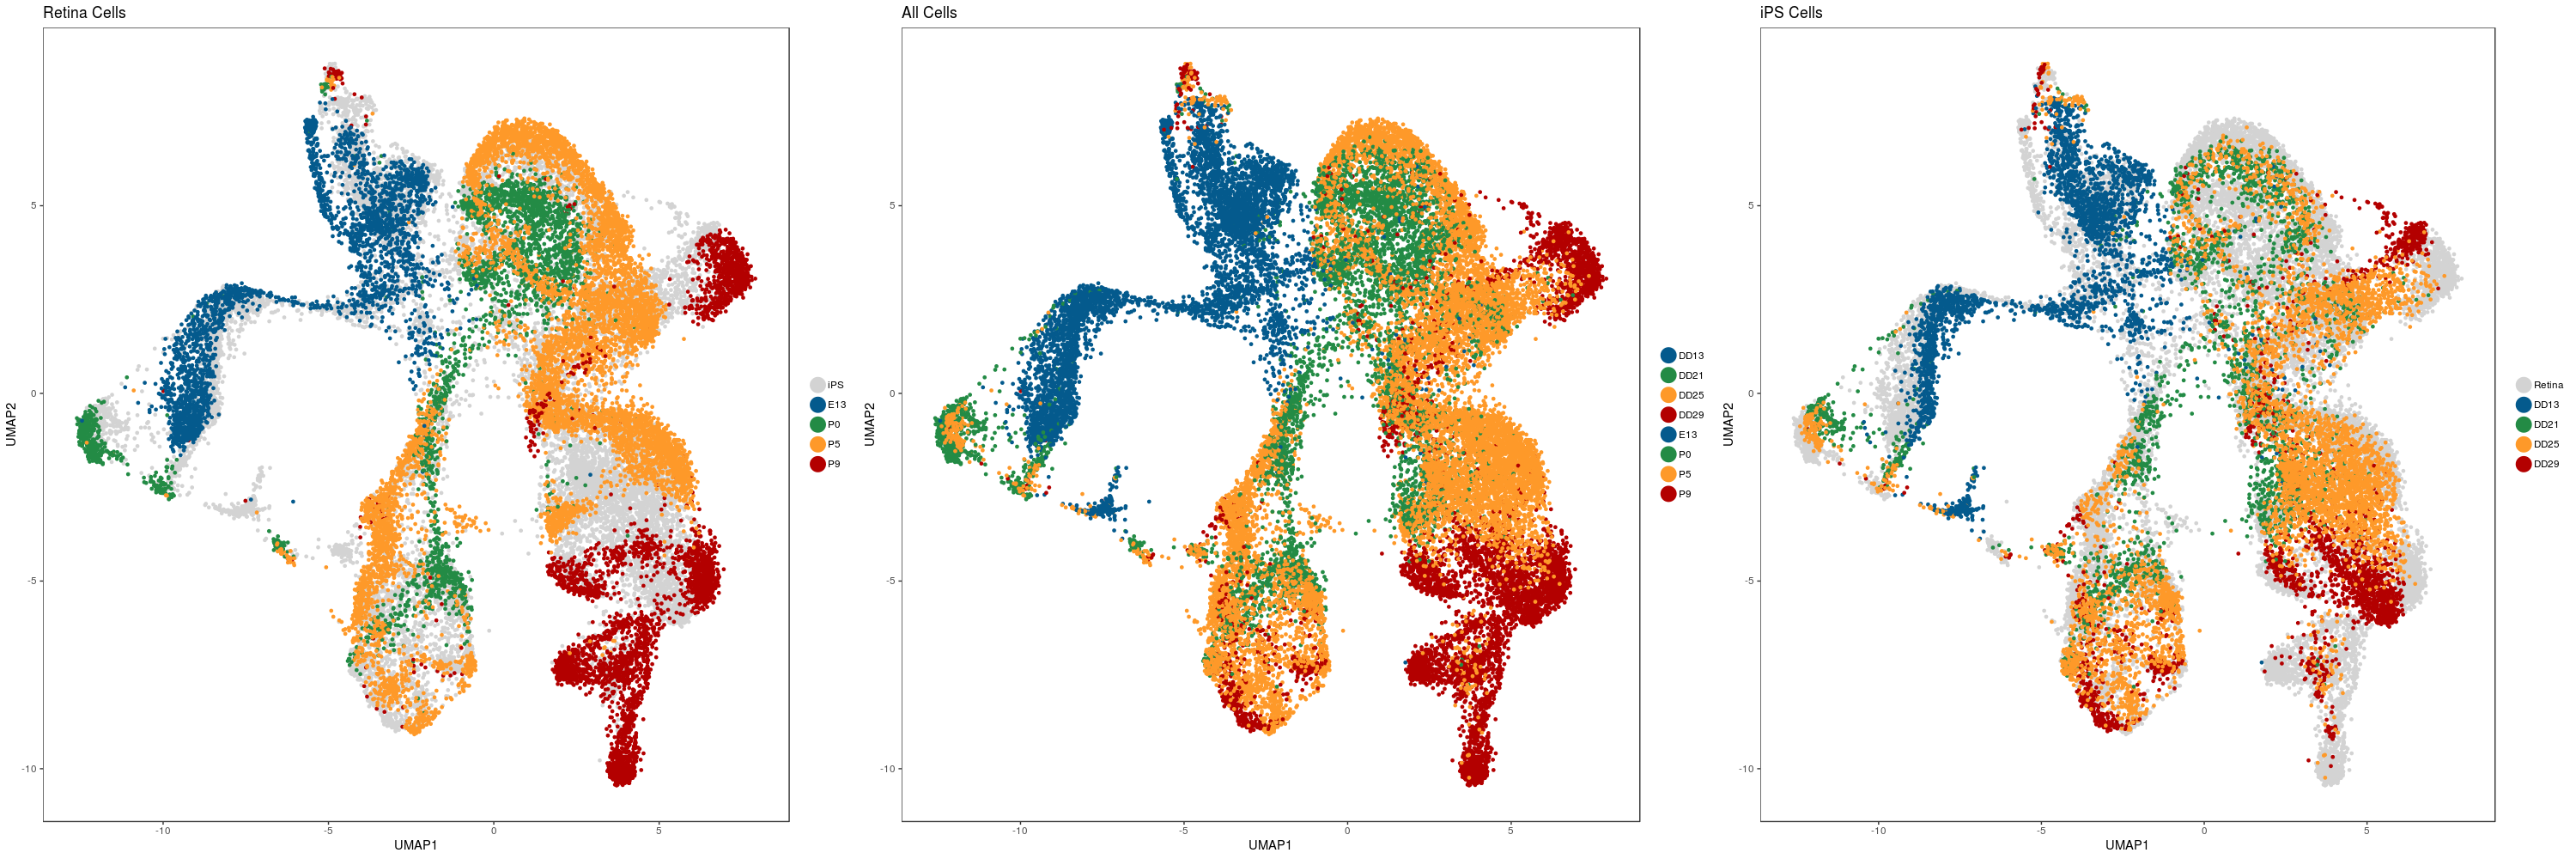 Retina Cells
UMAP2
5
0
-5
-10
-10
-5
0
5
UMAP1
iPS
E13
P0
P5
P9
All Cells
UMAP2
5
0
-5
-10
-10
-5
0
5
UMAP1
DD13
DD21
DD25
DD29
E13
P0
P5
P9
iPS Cells
UMAP2
5
0
-5
-10
-10
-5
0
5
UMAP1
Retina
DD13
DD21
DD25
DD29